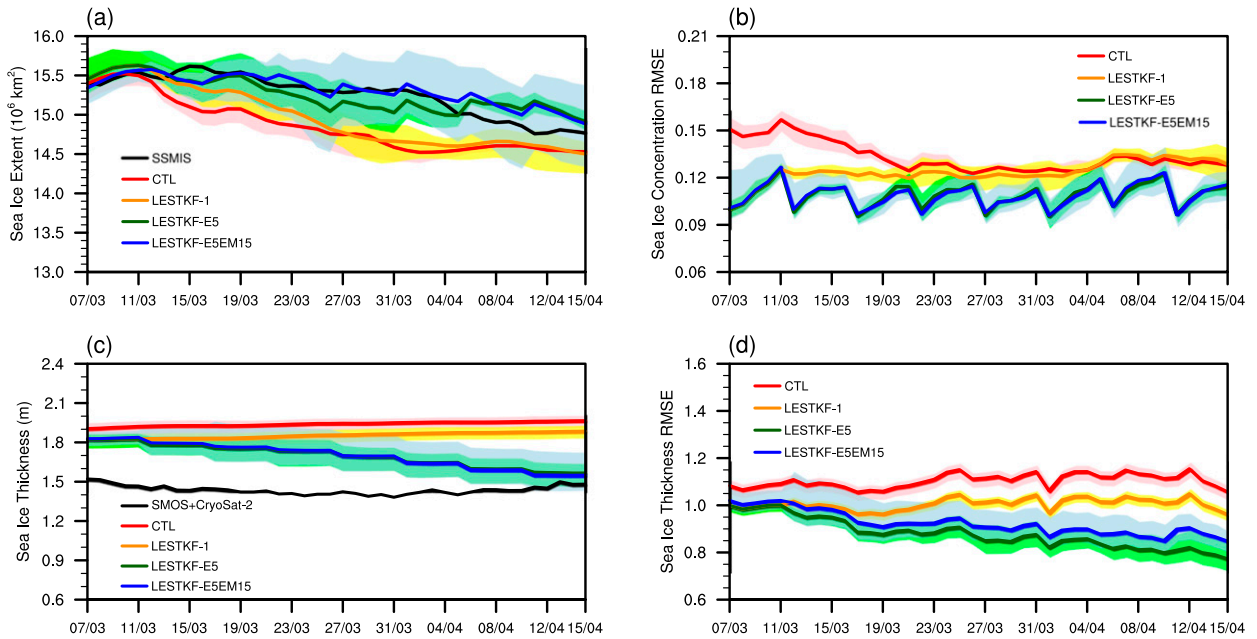 (a)
Sea Ice Extent (10⁶ km²)
16.0
15.5
15.0
14.5
14.0
13.5
13.0
SSMIS
CTL
LESTKF-1
LESTKF-E5
LESTKF-E5EM15
07/03 11/03 15/03 19/03 23/03 27/03 31/03 04/04 08/04 12/04 15/04
(b)
Sea Ice Concentration RMSE
0.21
0.18
0.15
0.12
0.09
0.06
CTL
LESTKF-1
LESTKF-E5
LESTKF-E5EM15
07/03 11/03 15/03 19/03 23/03 27/03 31/03 04/04 08/04 12/04 15/04
(c)
Sea Ice Thickness (m)
2.4
2.1
1.8
1.5
1.2
0.9
0.6
SMOS+CryoSat-2
CTL
LESTKF-1
LESTKF-E5
LESTKF-E5EM15
07/03 11/03 15/03 19/03 23/03 27/03 31/03 04/04 08/04 12/04 15/04
(d)
Sea Ice Thickness RMSE
1.6
1.4
1.2
1.0
0.8
0.6
CTL
LESTKF-1
LESTKF-E5
LESTKF-E5EM15
07/03 11/03 15/03 19/03 23/03 27/03 31/03 04/04 08/04 12/04 15/04